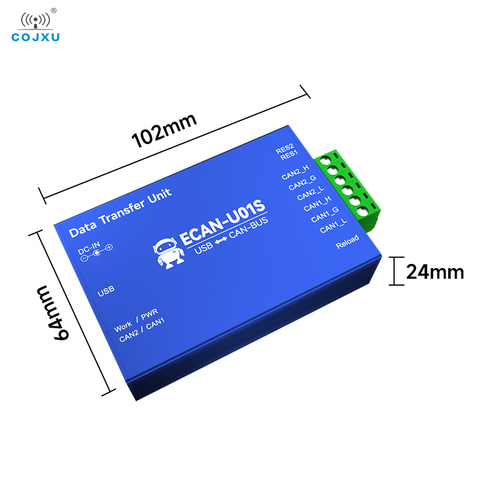 ®
COJXU
102mm
64mm
24mm
Data Transfer Unit
DC-IN
- +
USB
Work / PWR
CAN2 / CAN1
ECAN-U01S
USB ⟷ CAN-BUS
RES2
RES1
CAN2_H
CAN2_G
CAN2_L
CAN1_H
CAN1_G
CAN1_L
Reload